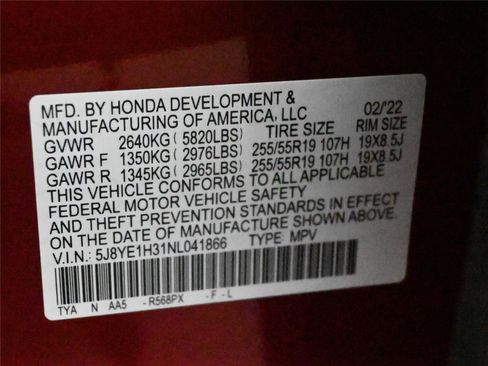 MFD. BY HONDA DEVELOPMENT &
MANUFACTURING OF AMERICA, LLC 02/'22
GVWR 2640KG ( 5820LBS) TIRE SIZE RIM SIZE
GAWR F 1350KG ( 2976LBS) 255/55R19 107H 19X8.5J
GAWR R 1345KG ( 2965LBS) 255/55R19 107H 19X8.5J
THIS VEHICLE CONFORMS TO ALL APPLICABLE
FEDERAL MOTOR VEHICLE SAFETY
AND THEFT PREVENTION STANDARDS IN EFFECT
ON THE DATE OF MANUFACTURE SHOWN ABOVE.
V.I.N.: 5J8YE1H31NL041866 TYPE: MPV
TYA N AA5 - R568PX - F - L